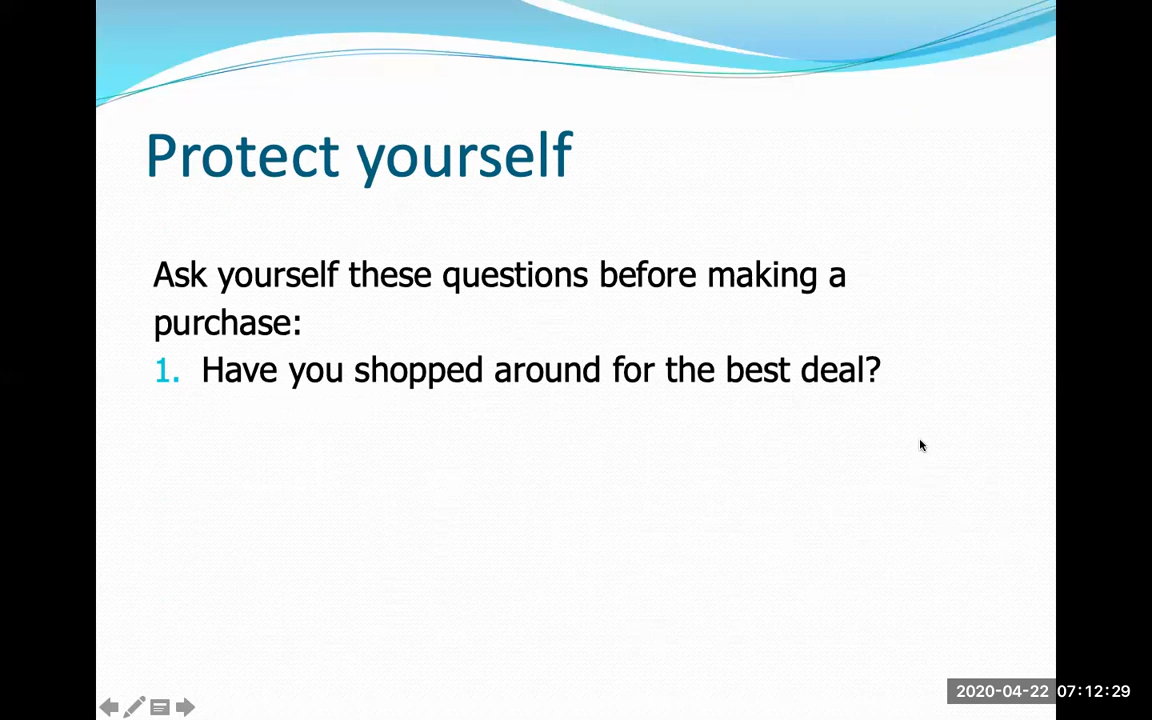 Protect yourself
Ask yourself these questions before making a
purchase:
1. Have you shopped around for the best deal?
2020-04-22 07:12:29